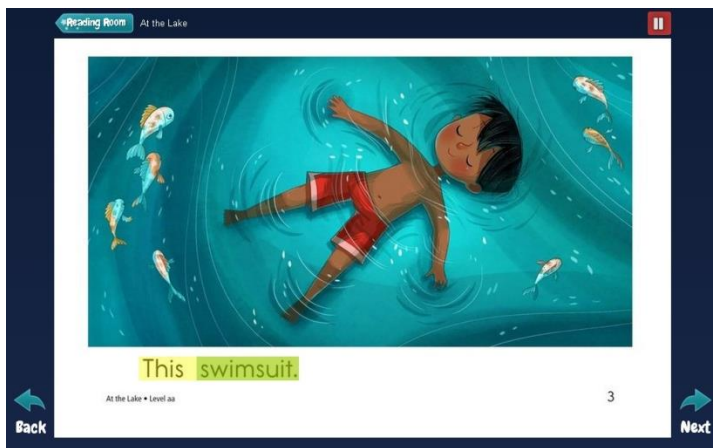 Reading Room
At the Lake
This swimsuit.
At the Lake • Level aa
3
Back
Next